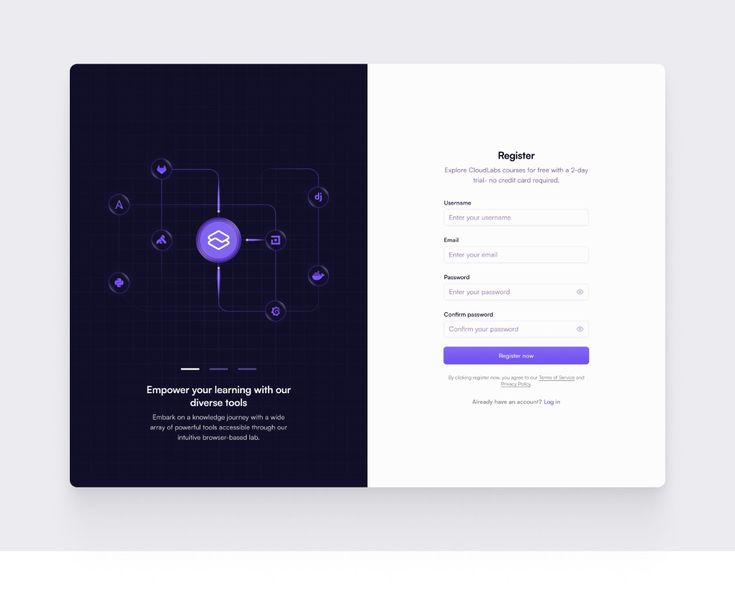 dj
Empower your learning with our
diverse tools
Embark on a knowledge journey with a wide
array of powerful tools accessible through our
intuitive browser-based lab.
Register
Explore CloudLabs courses for free with a 2-day
trial- no credit card required.
Username
Enter your username
Email
Enter your email
Password
Enter your password
Confirm password
Confirm your password
Register now
By clicking register now, you agree to our Terms of Service and
Privacy Policy.
Already have an account? Log in